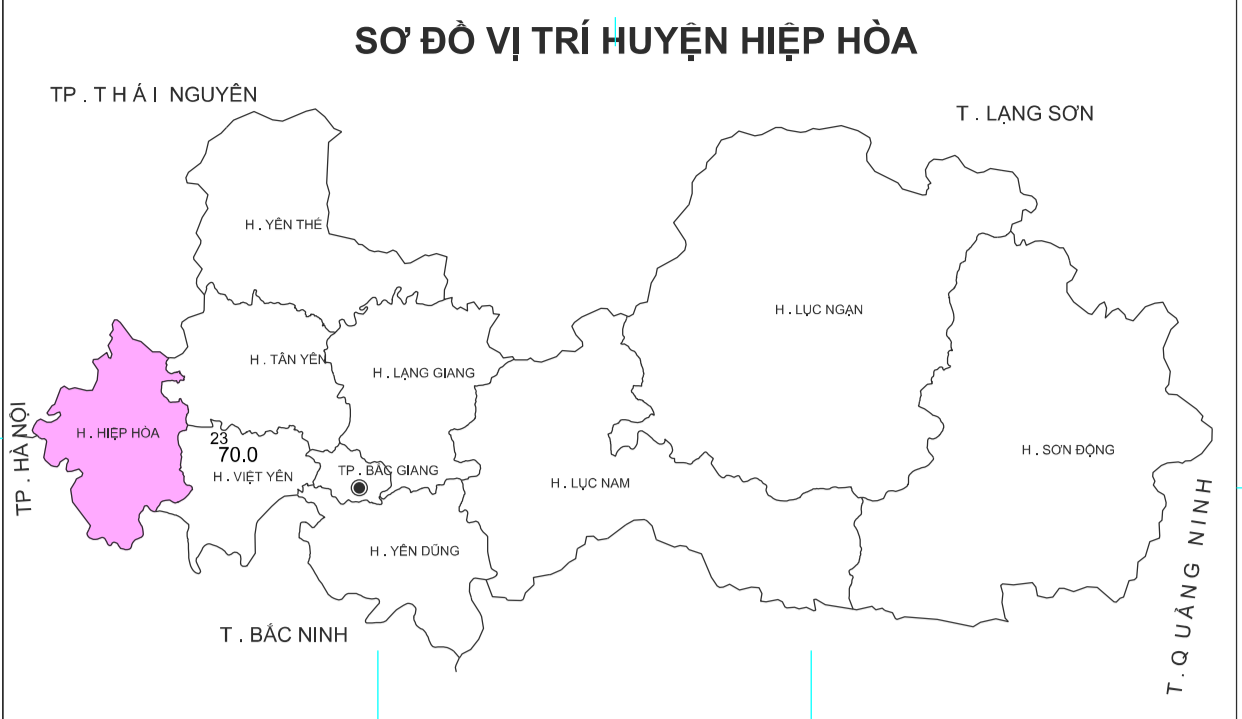 SƠ ĐỒ VỊ TRÍ HUYỆN HIỆP HÒA
TP . T H Á I NGUYÊN
T . LẠNG SƠN
H . YÊN THẾ
H . LỤC NGẠN
H . TÂN YÊN
H . LẠNG GIANG
TP . HÀ NỘI
H . HIỆP HÒA
23
70.0
H . VIỆT YÊN
TP . BẮC GIANG
H . LỤC NAM
H . SƠN ĐỘNG
H . YÊN DŨNG
T . BẮC NINH
T . Q U Ả N G N I N H